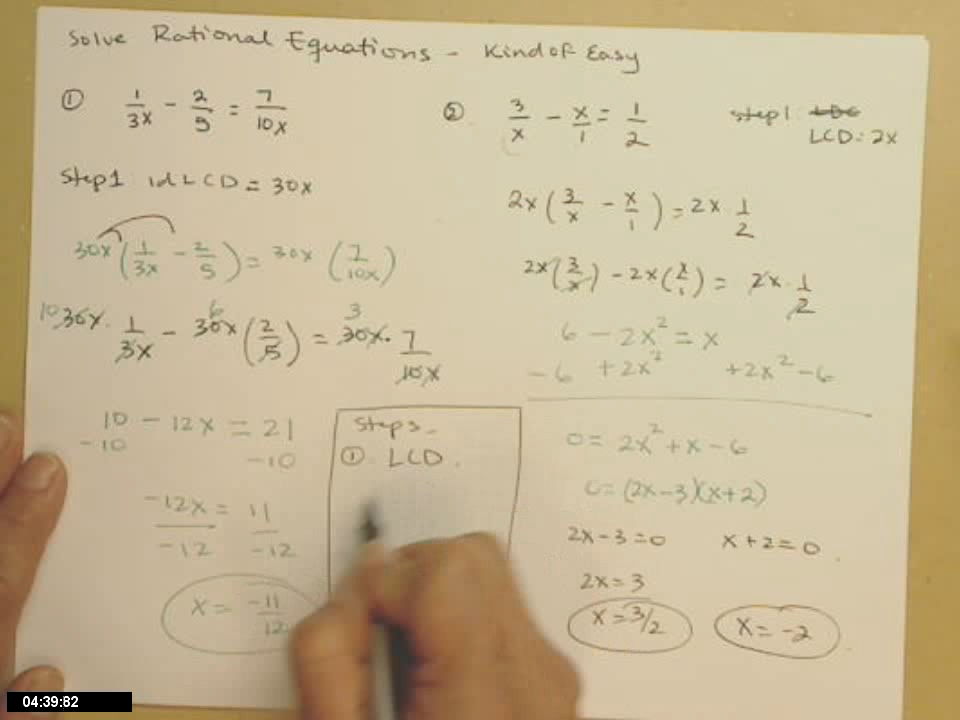 Solve Rational Equations - Kind of Easy
① 1/3x - 2/5 = 7/10x
Step 1 id LCD = 30x
30x(1/3x - 2/5) = 30x(7/10x)
10 6 3
30x · 1/3x - 30x(2/5) = 30x · 7/10x
10 - 12x = 21
-10 -10
-12x = 11
-12 -12
x = -11/12
Steps -
① LCD.
② 3/x - x/1 = 1/2
Step 1: LDC
LCD: 2x
2x(3/x - x/1) = 2x · 1/2
2x(3/x) - 2x(x/1) = 2x · 1/2
6 - 2x² = x
-6 +2x² +2x² -6
0 = 2x² + x - 6
0 = (2x-3)(x+2)
2x-3=0 x+2=0
2x=3
x=3/2 x=-2
04:39:82